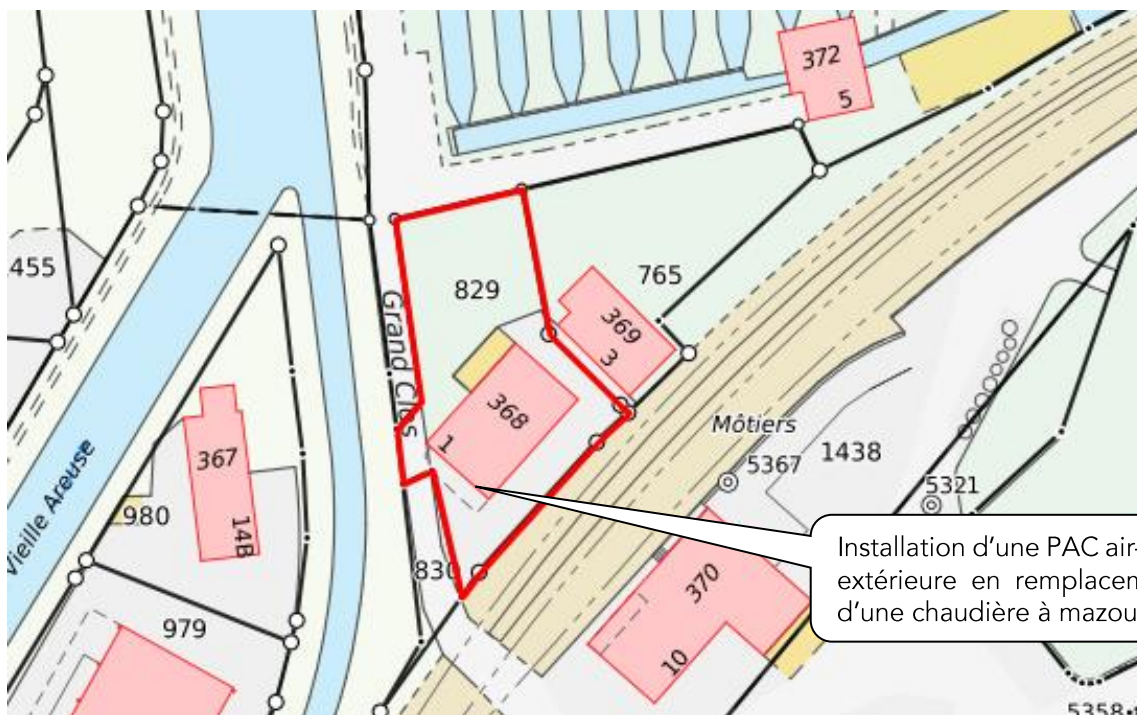 372
5
455
829
765
Grand Clos
369
3
368
1
Môtiers
5367
1438
367
5321
Vieille Areuse
980
14B
830
370
979
10
Installation d'une PAC air-
extérieure en remplacem
d'une chaudière à mazou
5358